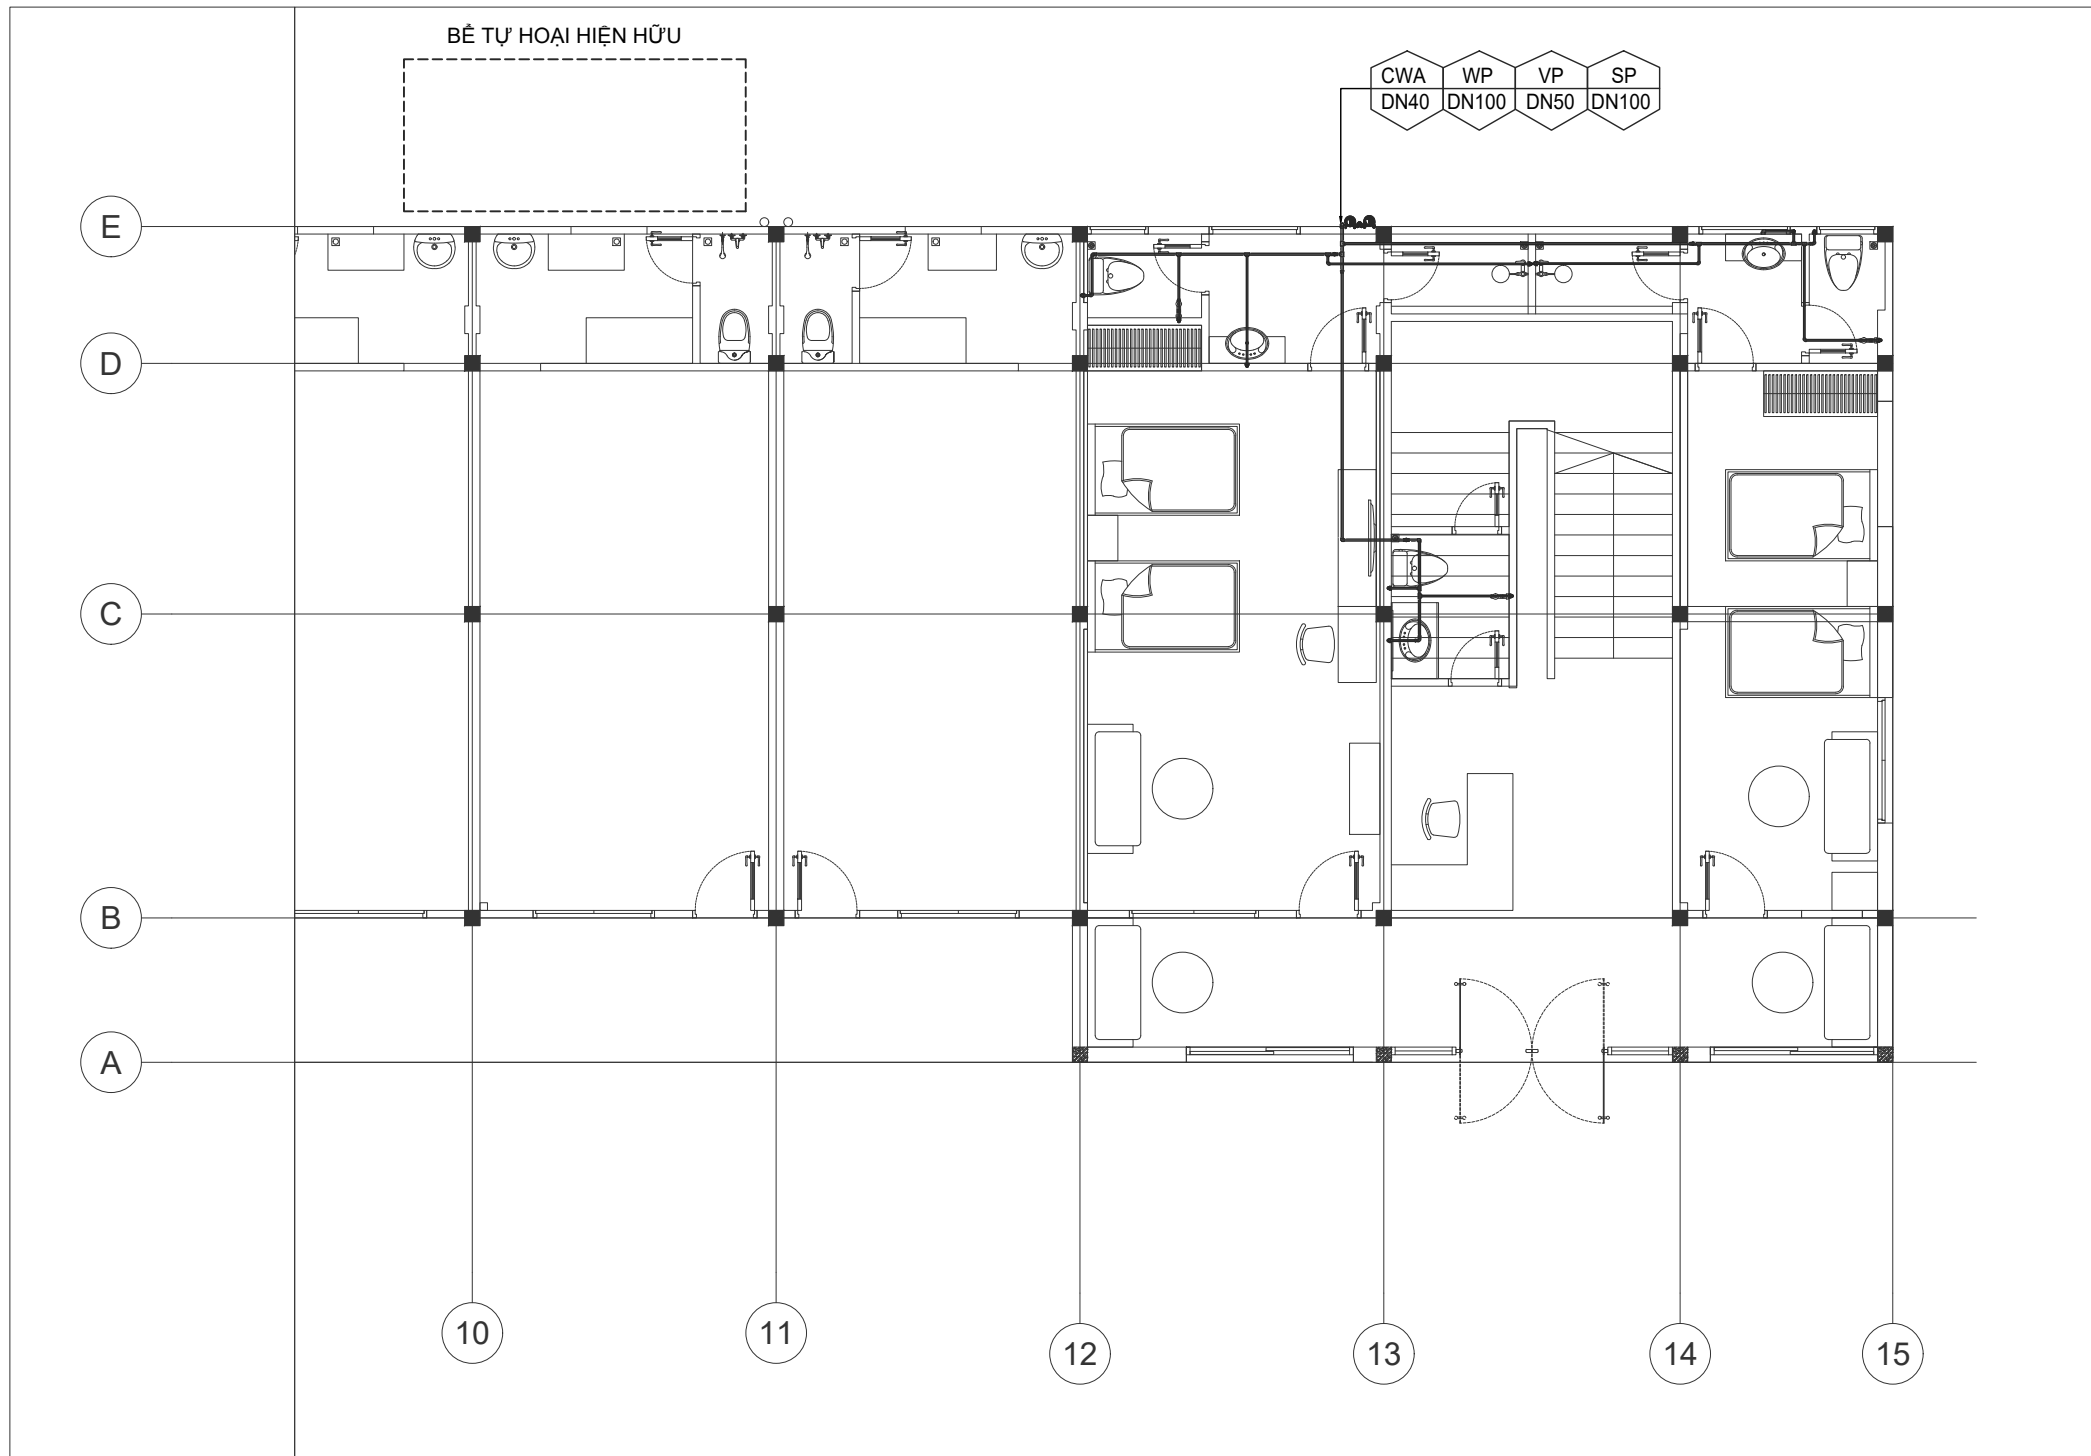 BỂ TỰ HOẠI HIỆN HỮU
CWA WP VP SP
DN40 DN100 DN50 DN100
E
D
C
B
A
10 11 12 13 14 15